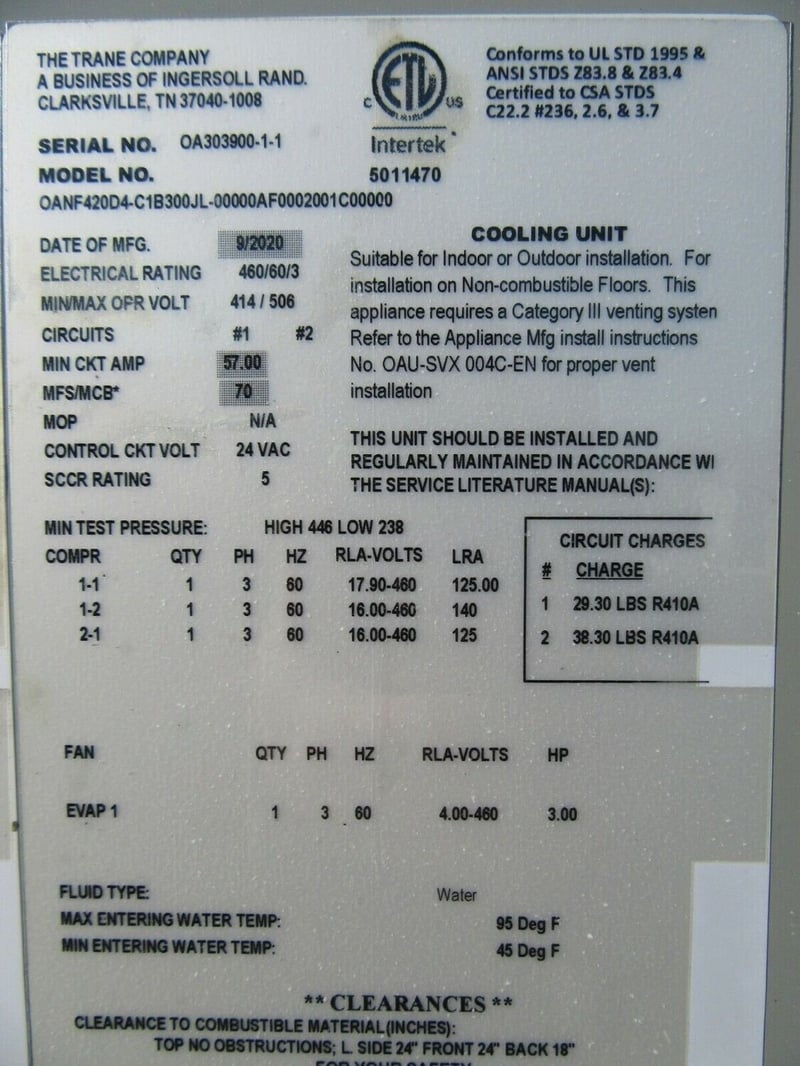 THE TRANE COMPANY
A BUSINESS OF INGERSOLL RAND.
CLARKSVILLE, TN 37040-1008
C ETL US
Intertek
Conforms to UL STD 1995 &
ANSI STDS Z83.8 & Z83.4
Certified to CSA STDS
C22.2 #236, 2.6, & 3.7
SERIAL NO. OA303900-1-1
MODEL NO. 5011470
OANF420D4-C1B300JL-00000AF0002001C00000
DATE OF MFG. 9/2020
ELECTRICAL RATING 460/60/3
MIN/MAX OPR VOLT 414 / 506
CIRCUITS #1 #2
MIN CKT AMP 57.00
MFS/MCB* 70
MOP N/A
CONTROL CKT VOLT 24 VAC
SCCR RATING 5
COOLING UNIT
Suitable for Indoor or Outdoor installation. For
installation on Non-combustible Floors. This
appliance requires a Category III venting systen
Refer to the Appliance Mfg install instructions
No. OAU-SVX 004C-EN for proper vent
installation
THIS UNIT SHOULD BE INSTALLED AND
REGULARLY MAINTAINED IN ACCORDANCE WI
THE SERVICE LITERATURE MANUAL(S):
MIN TEST PRESSURE: HIGH 446 LOW 238
COMPR QTY PH HZ RLA-VOLTS LRA
1-1 1 3 60 17.90-460 125.00
1-2 1 3 60 16.00-460 140
2-1 1 3 60 16.00-460 125
CIRCUIT CHARGES
# CHARGE
1 29.30 LBS R410A
2 38.30 LBS R410A
FAN QTY PH HZ RLA-VOLTS HP
EVAP 1 1 3 60 4.00-460 3.00
FLUID TYPE: Water
MAX ENTERING WATER TEMP: 95 Deg F
MIN ENTERING WATER TEMP: 45 Deg F
** CLEARANCES **
CLEARANCE TO COMBUSTIBLE MATERIAL(INCHES):
TOP NO OBSTRUCTIONS; L. SIDE 24" FRONT 24" BACK 18"
FOR YOUR SAFETY